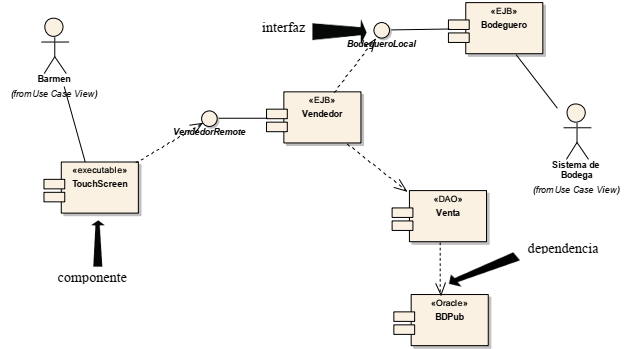 «EJB»
Bodeguero
interfaz
BodegueroLocal
Barmen
(from Use Case View)
«EJB»
Vendedor
VendedorRemote
Sistema de
Bodega
(from Use Case View)
«executable»
TouchScreen
«DAO»
Venta
dependencia
componente
«Oracle»
BDPub